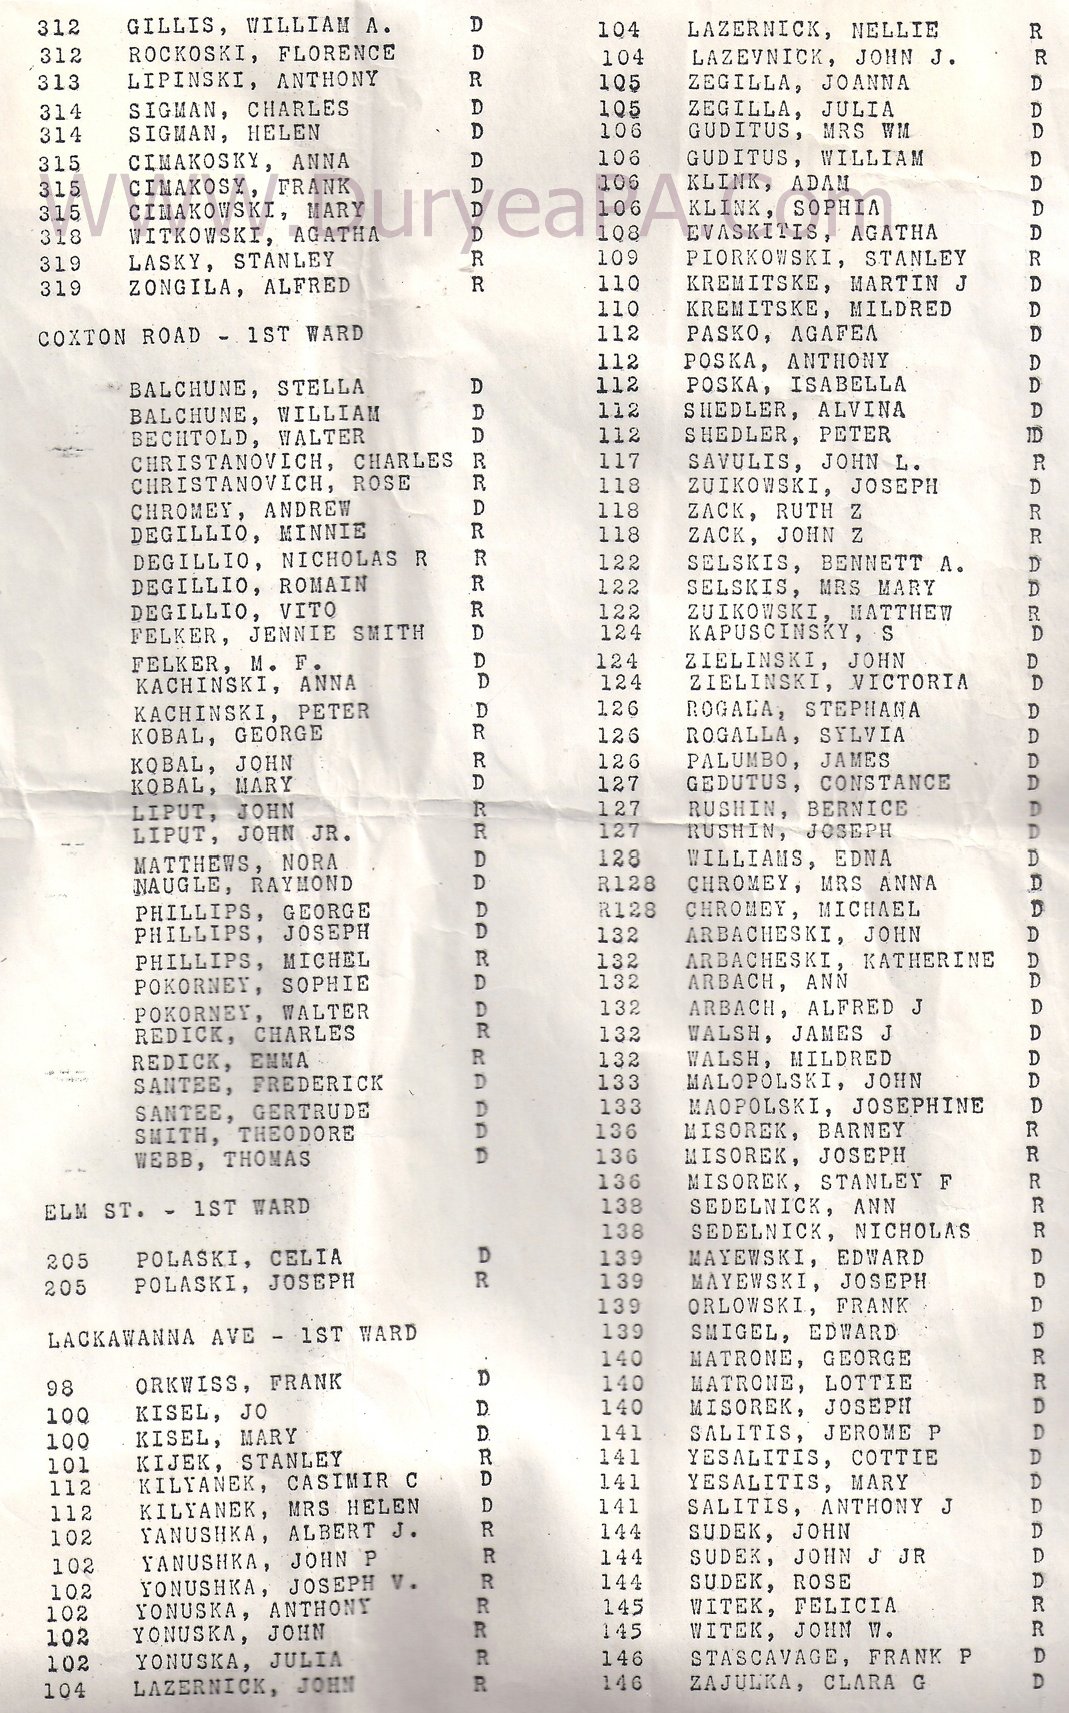 312 GILLIS, WILLIAM A. D
312 ROCKOSKI, FLORENCE D
313 LIPINSKI, ANTHONY R
314 SIGMAN, CHARLES D
314 SIGMAN, HELEN D
315 CIMAKOSKY, ANNA D
315 CIMAKOSY, FRANK D
315 CIMAKOWSKI, MARY D
318 WITKOWSKI, AGATHA D
319 LASKY, STANLEY R
319 ZONGILA, ALFRED R
COXTON ROAD - 1ST WARD
BALCHUNE, STELLA D
BALCHUNE, WILLIAM D
BECHTOLD, WALTER D
CHRISTANOVICH, CHARLES R
CHRISTANOVICH, ROSE R
CHROMEY, ANDREW D
DEGILLIO, MINNIE R
DEGILLIO, NICHOLAS R R
DEGILLIO, ROMAIN R
DEGILLIO, VITO R
FELKER, JENNIE SMITH D
FELKER, M. F. D
KACHINSKI, ANNA D
KACHINSKI, PETER D
KOBAL, GEORGE R
KOBAL, JOHN R
KOBAL, MARY D
LIPUT, JOHN R
LIPUT, JOHN JR. R
MATTHEWS, NORA D
NAUGLE, RAYMOND D
PHILLIPS, GEORGE D
PHILLIPS, JOSEPH D
PHILLIPS, MICHEL R
POKORNEY, SOPHIE D
POKORNEY, WALTER D
REDICK, CHARLES R
REDICK, EMMA R
SANTEE, FREDERICK D
SANTEE, GERTRUDE D
SMITH, THEODORE D
WEBB, THOMAS D
ELM ST. - 1ST WARD
205 POLASKI, CELIA D
205 POLASKI, JOSEPH R
LACKAWANNA AVE - 1ST WARD
98 ORKWISS, FRANK D
100 KISEL, JO D
100 KISEL, MARY D
101 KIJEK, STANLEY R
112 KILYANEK, CASIMIR C D
112 KILYANEK, MRS HELEN D
102 YANUSHKA, ALBERT J. R
102 YANUSHKA, JOHN P R
102 YONUSHKA, JOSEPH V. R
102 YONUSKA, ANTHONY R
102 YONUSKA, JOHN R
102 YONUSKA, JULIA R
104 LAZERNICK, JOHN R
104 LAZERNICK, NELLIE R
104 LAZEVNICK, JOHN J. R
105 ZEGILLA, JOANNA D
105 ZEGILLA, JULIA D
106 GUDITUS, MRS WM D
106 GUDITUS, WILLIAM D
106 KLINK, ADAM D
106 KLINK, SOPHIA D
108 EVASKITIS, AGATHA D
109 PIORKOWSKI, STANLEY R
110 KREMITSKE, MARTIN J D
110 KREMITSKE, MILDRED D
112 PASKO, AGAFEA D
112 POSKA, ANTHONY D
112 POSKA, ISABELLA D
112 SHEDLER, ALVINA D
112 SHEDLER, PETER D
117 SAVULIS, JOHN L. R
118 ZUIKOWSKI, JOSEPH D
118 ZACK, RUTH Z R
118 ZACK, JOHN Z R
122 SELSKIS, BENNETT A. D
122 SELSKIS, MRS MARY D
122 ZUIKOWSKI, MATTHEW R
124 KAPUSCINSKY, S D
124 ZIELINSKI, JOHN D
124 ZIELINSKI, VICTORIA D
126 ROGALA, STEPHANA D
126 ROGALLA, SYLVIA D
126 PALUMBO, JAMES D
127 GEDUTUS, CONSTANCE D
127 RUSHIN, BERNICE D
127 RUSHIN, JOSEPH D
128 WILLIAMS, EDNA D
R128 CHROMEY, MRS ANNA D
R128 CHROMEY, MICHAEL D
132 ARBACHESKI, JOHN D
132 ARBACHESKI, KATHERINE D
132 ARBACH, ANN D
132 ARBACH, ALFRED J D
132 WALSH, JAMES J D
132 WALSH, MILDRED D
133 MALOPOLSKI, JOHN D
133 MAOPOLSKI, JOSEPHINE D
136 MISOREK, BARNEY R
136 MISOREK, JOSEPH R
136 MISOREK, STANLEY F R
138 SEDELNICK, ANN R
138 SEDELNICK, NICHOLAS R
139 MAYEWSKI, EDWARD D
139 MAYEWSKI, JOSEPH D
139 ORLOWSKI, FRANK D
139 SMIGEL, EDWARD D
140 MATRONE, GEORGE R
140 MATRONE, LOTTIE R
140 MISOREK, JOSEPH D
141 SALITIS, JEROME P D
141 YESALITIS, COTTIE D
141 YESALITIS, MARY D
141 SALITIS, ANTHONY J D
144 SUDEK, JOHN D
144 SUDEK, JOHN J JR D
144 SUDEK, ROSE D
145 WITEK, FELICIA R
145 WITEK, JOHN W. R
146 STASCAVAGE, FRANK P D
146 ZAJULKA, CLARA G D
WWW.DuryeaPA.Com